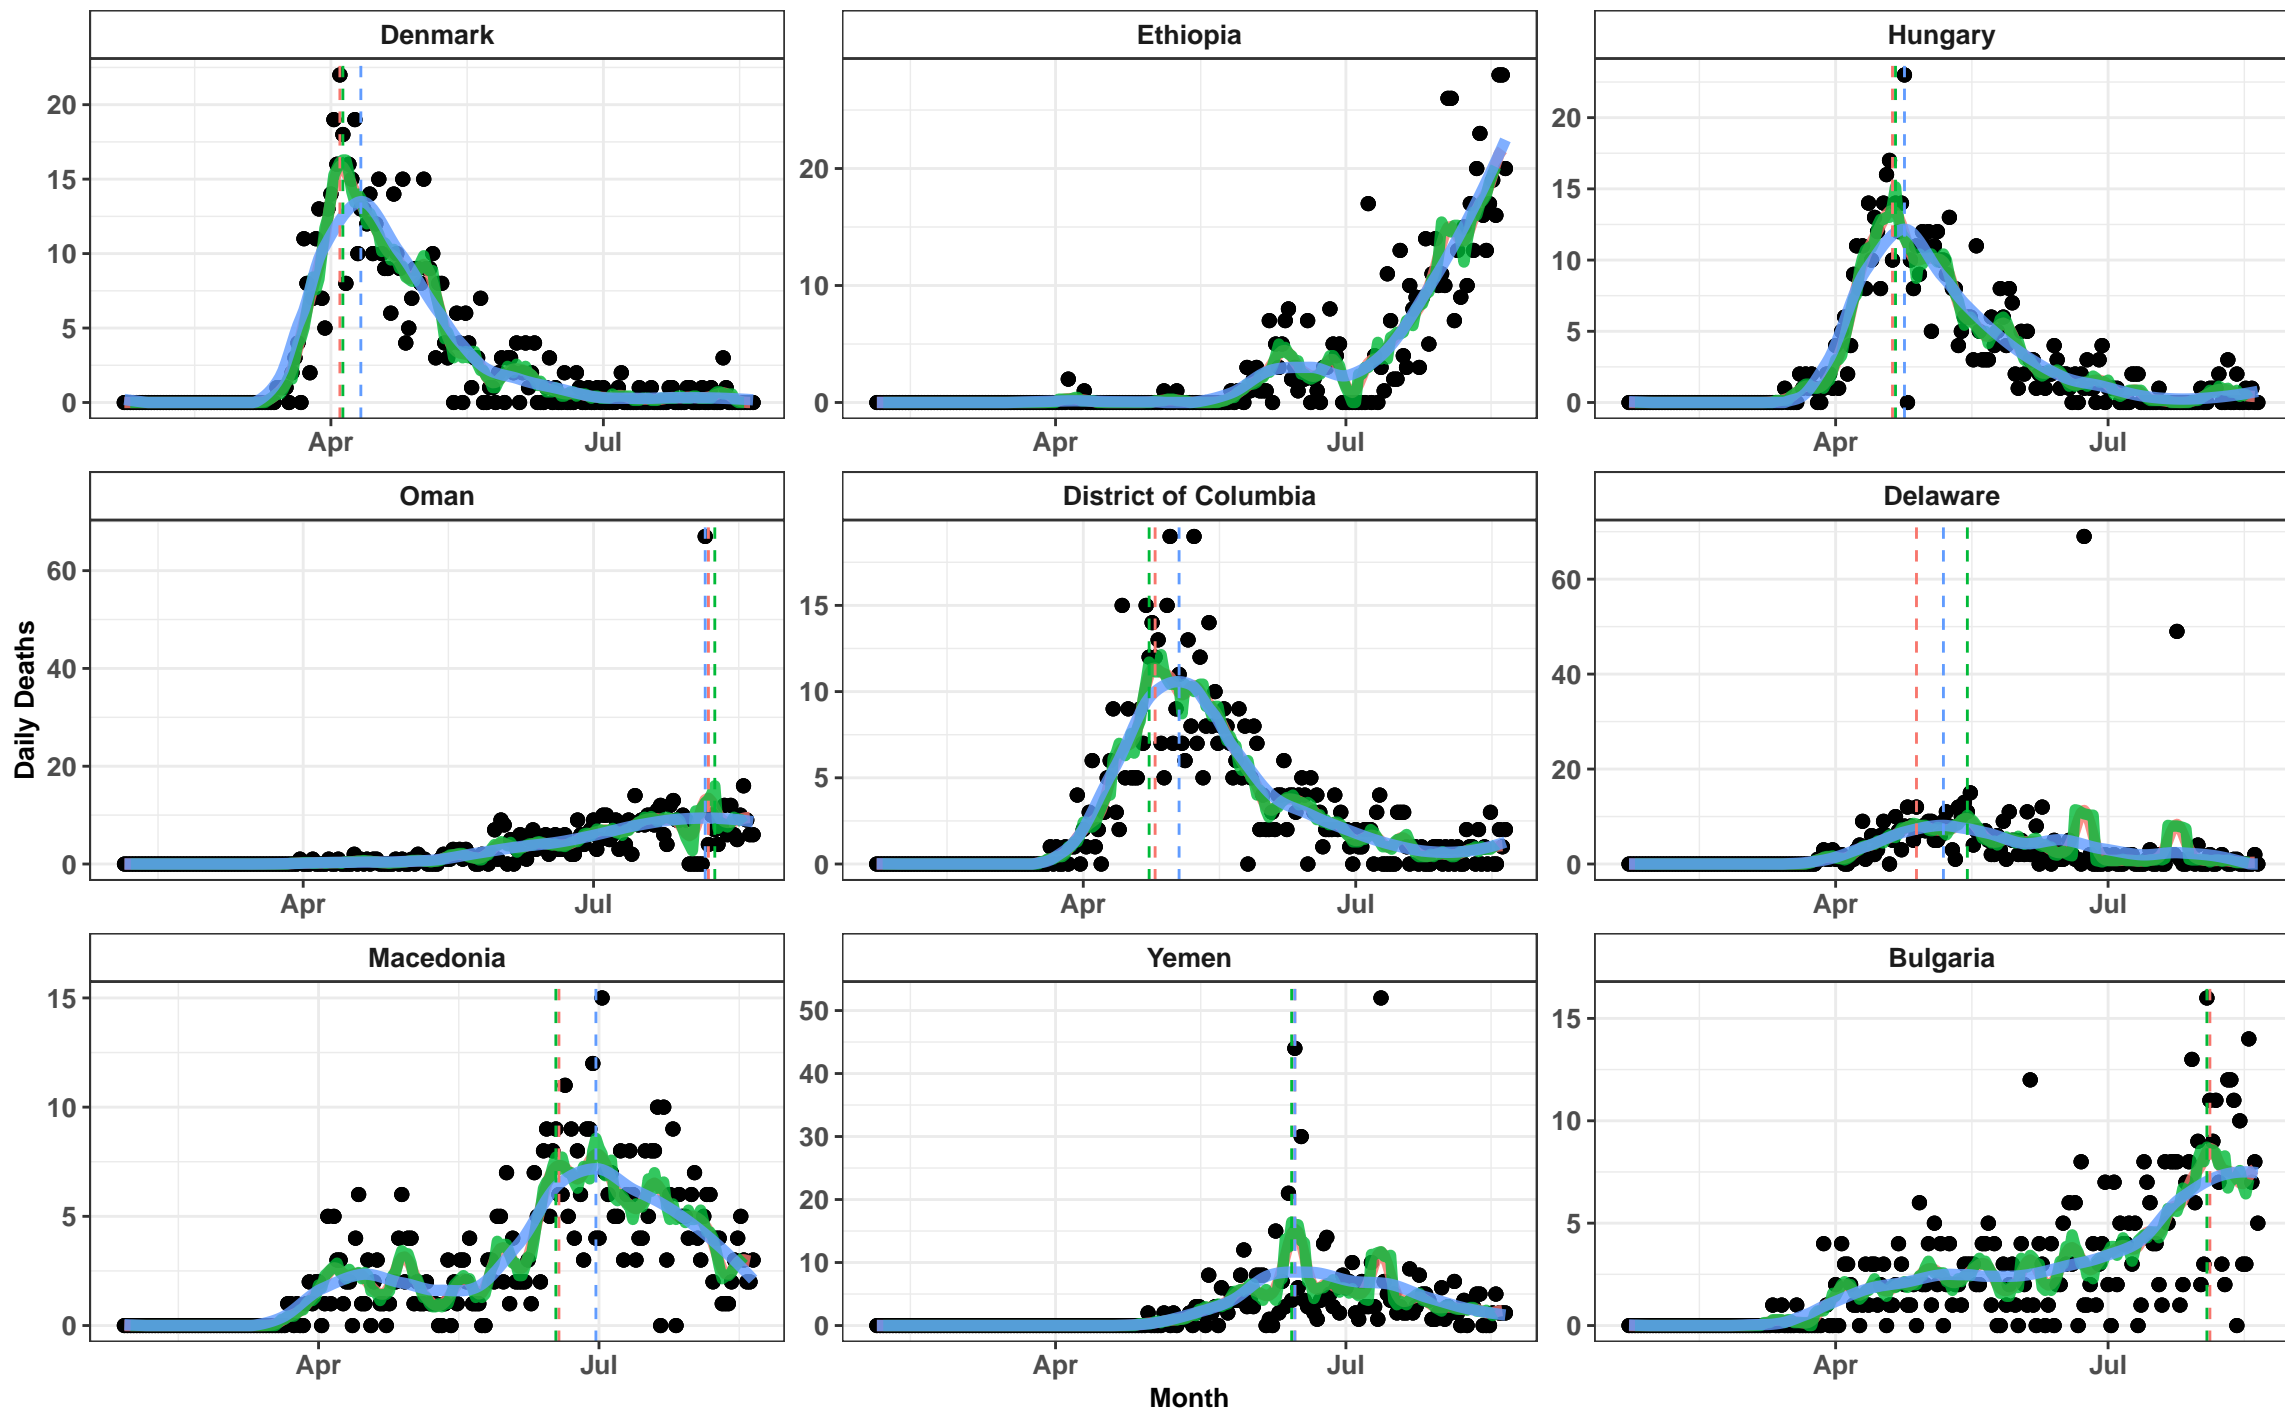 Denmark Ethiopia Hungary
20
15
10
5
0
Apr Jul
20
10
0
Apr Jul
20
15
10
5
0
Apr Jul
Oman District of Columbia Delaware
Daily Deaths
60
40
20
0
Apr Jul
15
10
5
0
Apr Jul
60
40
20
0
Apr Jul
Macedonia Yemen Bulgaria
15
10
5
0
Apr Jul
50
40
30
20
10
0
Apr Jul
15
10
5
0
Apr Jul
Month